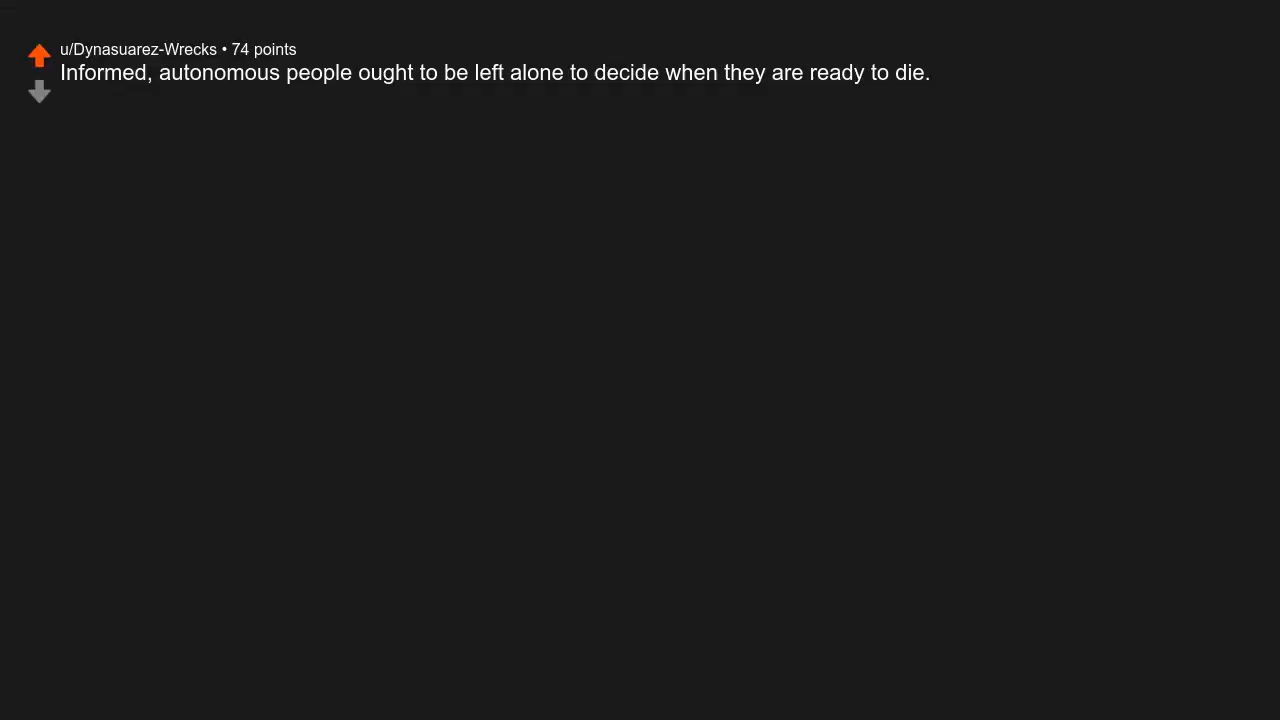 u/Dynasuarez-Wrecks • 74 points
Informed, autonomous people ought to be left alone to decide when they are ready to die.